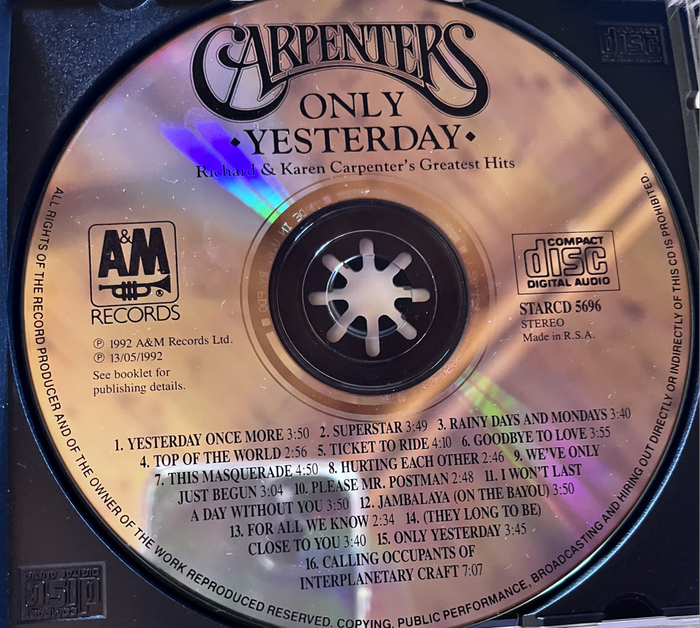 CARPENTERS
ONLY
• YESTERDAY •
Richard & Karen Carpenter's Greatest Hits
A&M
RECORDS
℗ 1992 A&M Records Ltd.
℗ 13/05/1992
See booklet for
publishing details.
COMPACT
disc
DIGITAL AUDIO
STARCD 5696
STEREO
Made in R.S.A.
1. YESTERDAY ONCE MORE 3:50 2. SUPERSTAR 3:49 3. RAINY DAYS AND MONDAYS 3:40
4. TOP OF THE WORLD 2:56 5. TICKET TO RIDE 4:10 6. GOODBYE TO LOVE 3:55
7. THIS MASQUERADE 4:50 8. HURTING EACH OTHER 2:46 9. WE'VE ONLY
JUST BEGUN 3:04 10. PLEASE MR. POSTMAN 2:48 11. I WON'T LAST
A DAY WITHOUT YOU 3:50 12. JAMBALAYA (ON THE BAYOU) 3:50
13. FOR ALL WE KNOW 2:34 14. (THEY LONG TO BE)
CLOSE TO YOU 3:40 15. ONLY YESTERDAY 3:45
16. CALLING OCCUPANTS OF
INTERPLANETARY CRAFT 7:07
ALL RIGHTS OF THE RECORD PRODUCER AND OF THE OWNER OF THE WORK REPRODUCED RESERVED. COPYING, PUBLIC PERFORMANCE, BROADCASTING AND HIRING OUT DIRECTLY OR INDIRECTLY OF THIS CD IS PROHIBITED.
disc
COMPACT
disc
DIGITAL AUDIO